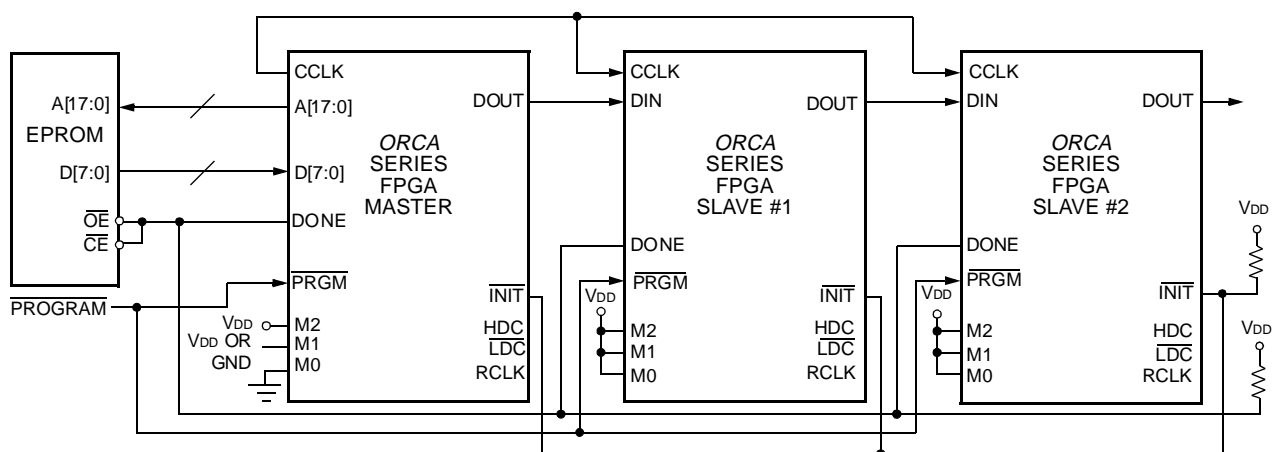 EPROM
A[17:0]
D[7:0]
OE
CE
PROGRAM
CCLK
A[17:0]
DOUT
ORCA
SERIES
FPGA
MASTER
D[7:0]
DONE
PRGM
INIT
VDD
M2
HDC
VDD OR
M1
LDC
GND
M0
RCLK
CCLK
DIN
DOUT
ORCA
SERIES
FPGA
SLAVE #1
DONE
PRGM
VDD
INIT
M2
HDC
M1
LDC
M0
RCLK
CCLK
DIN
DOUT
ORCA
SERIES
FPGA
SLAVE #2
DONE
PRGM
VDD
INIT
M2
HDC
M1
LDC
M0
RCLK
VDD
VDD